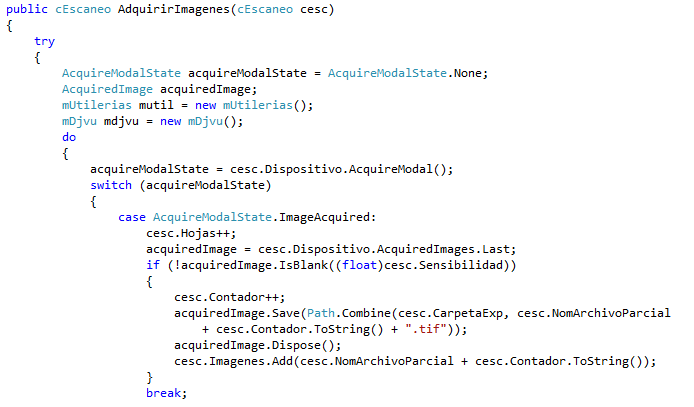 public cEscaneo AdquirirImagenes(cEscaneo cesc)
{
    try
    {
        AcquireModalState acquireModalState = AcquireModalState.None;
        AcquiredImage acquiredImage;
        mUtilerias mutil = new mUtilerias();
        mDjvu mdjvu = new mDjvu();
        do
        {
            acquireModalState = cesc.Dispositivo.AcquireModal();
            switch (acquireModalState)
            {
                case AcquireModalState.ImageAcquired:
                    cesc.Hojas++;
                    acquiredImage = cesc.Dispositivo.AcquiredImages.Last;
                    if (!acquiredImage.IsBlank((float)cesc.Sensibilidad))
                    {
                        cesc.Contador++;
                        acquiredImage.Save(Path.Combine(cesc.CarpetaExp, cesc.NomArchivoParcial
                            + cesc.Contador.ToString() + ".tif"));
                        acquiredImage.Dispose();
                        cesc.Imagenes.Add(cesc.NomArchivoParcial + cesc.Contador.ToString());
                    }
                    break;